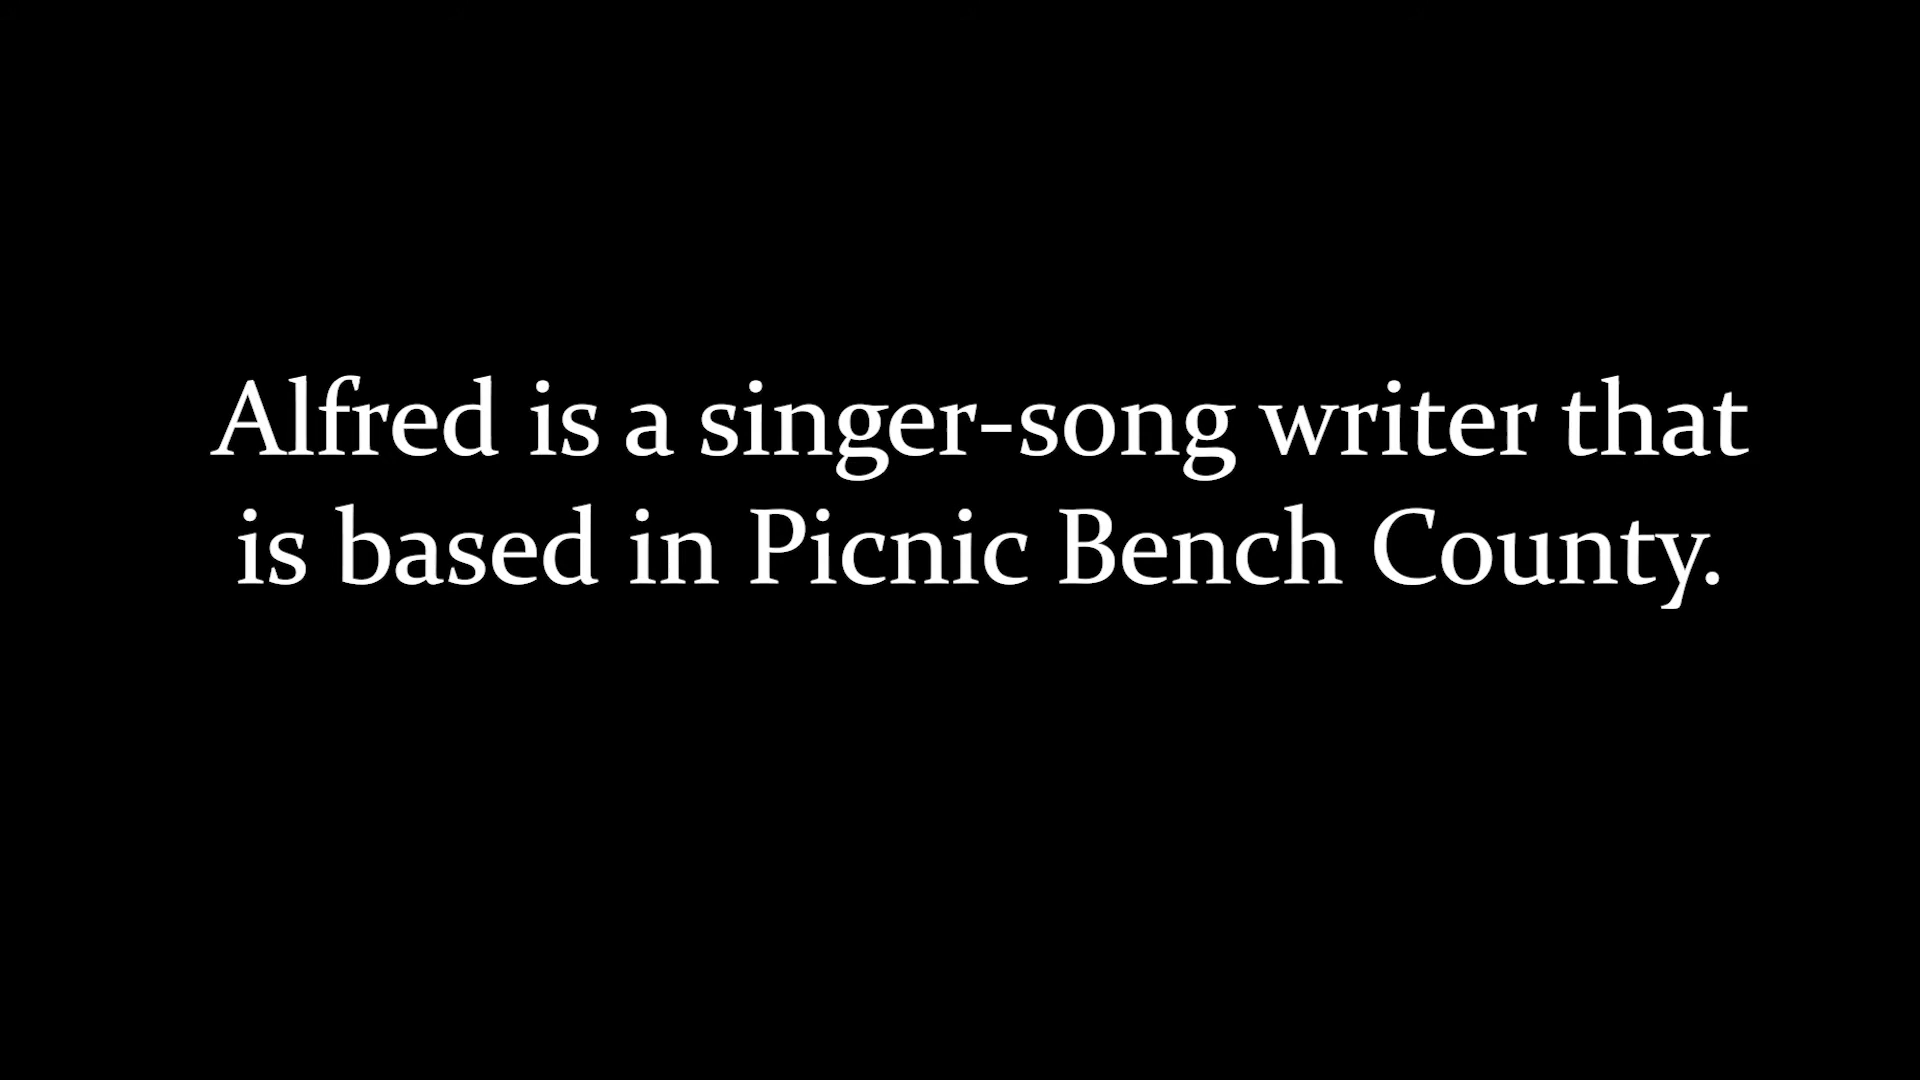 Alfred is a singer-song writer that
is based in Picnic Bench County.